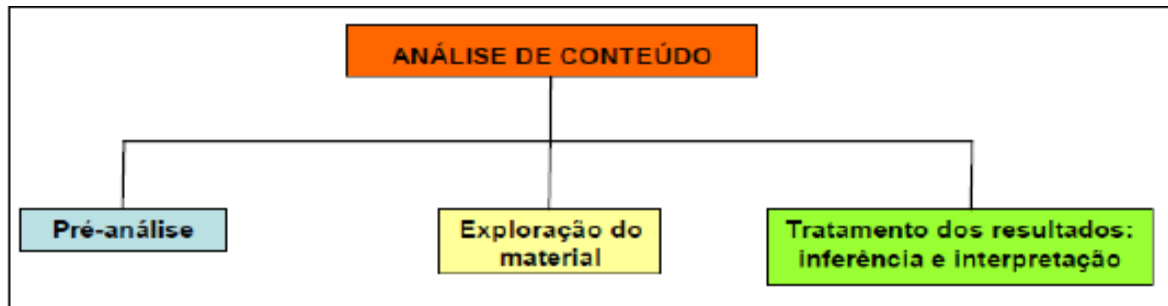 ANÁLISE DE CONTEÚDO
Pré-análise
Exploração do
material
Tratamento dos resultados:
inferência e interpretação